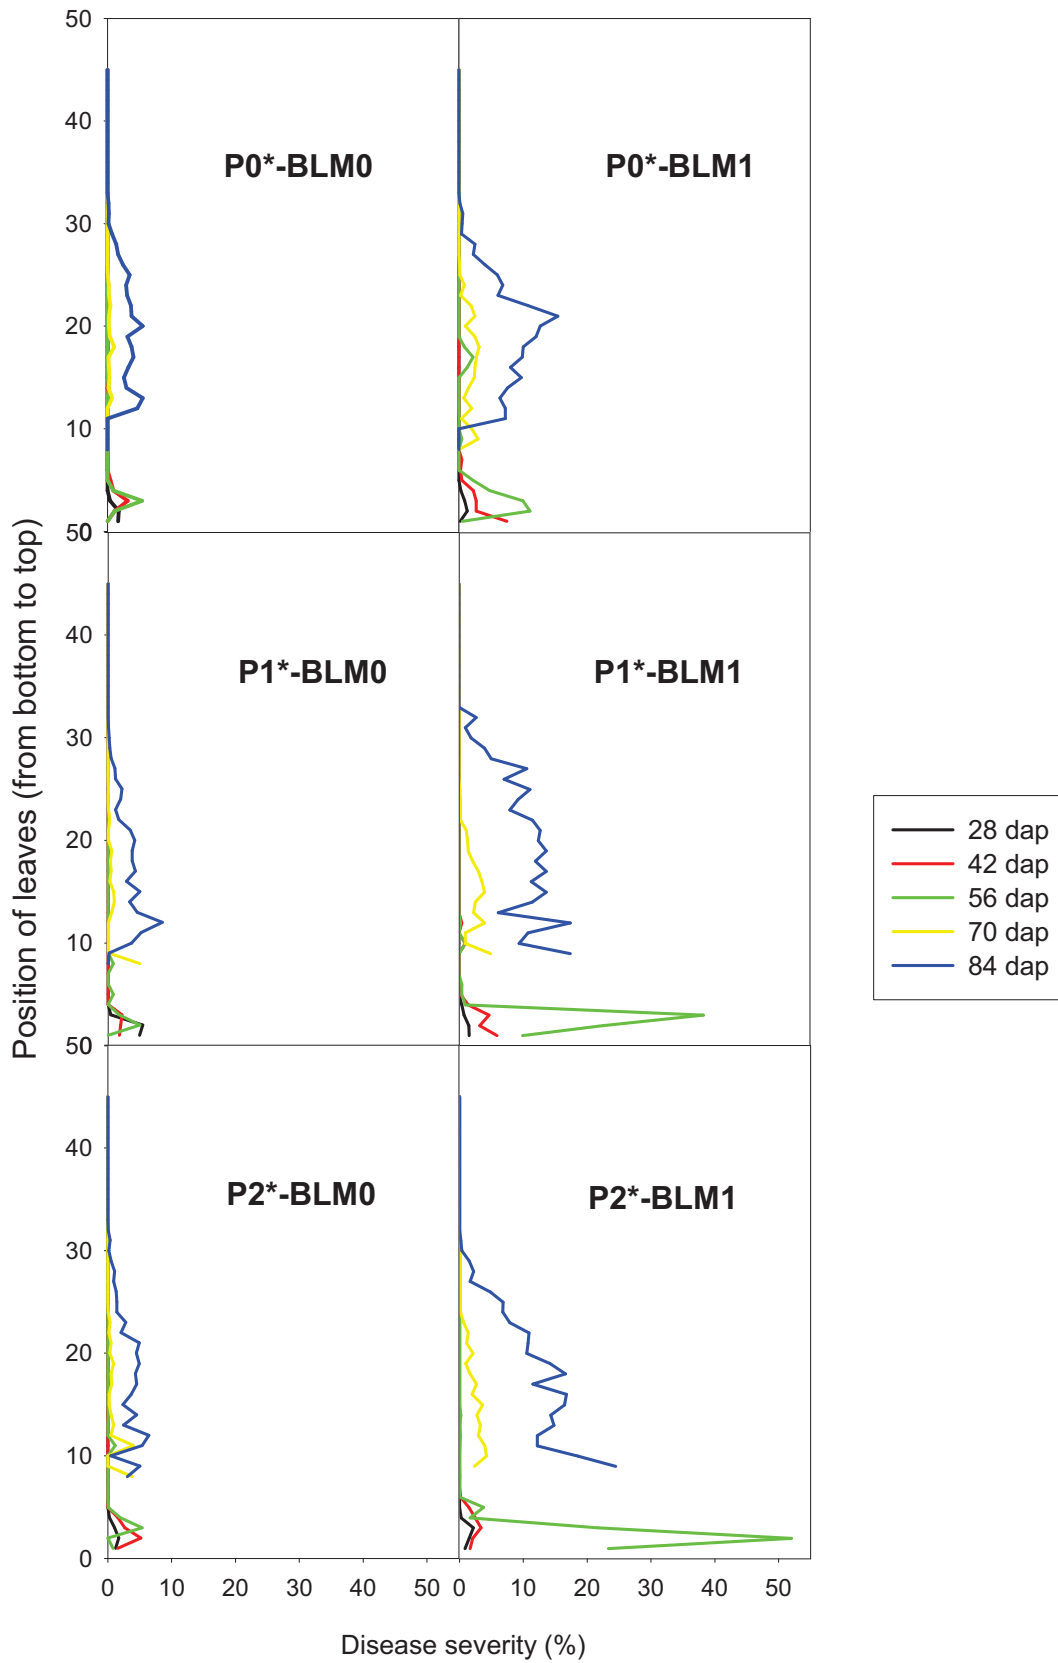 50
40
30
20
10
50
P0*-BLM0
P0*-BLM1
40
30
20
10
50
P1*-BLM0
P1*-BLM1
40
30
20
10
0
P2*-BLM0
P2*-BLM1
0 10 20 30 40 50 0 10 20 30 40 50
Position of leaves (from bottom to top)
Disease severity (%)
28 dap
42 dap
56 dap
70 dap
84 dap